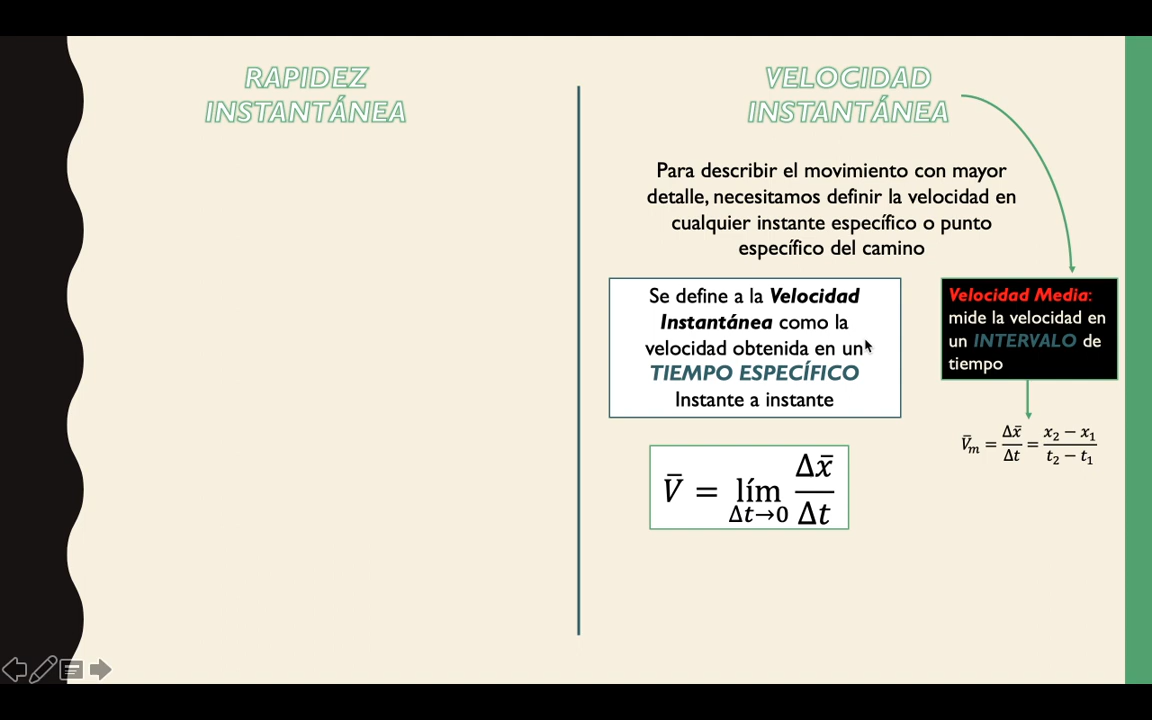 RAPIDEZ
INSTANTÁNEA
VELOCIDAD
INSTANTÁNEA
Para describir el movimiento con mayor
detalle, necesitamos definir la velocidad en
cualquier instante específico o punto
específico del camino
Se define a la Velocidad
Instantánea como la
velocidad obtenida en un
TIEMPO ESPECÍFICO
Instante a instante
V̄ = lím Δx̄
Δt→0 Δt
Velocidad Media:
mide la velocidad en
un INTERVALO de
tiempo
V̄ₘ = Δx̄/Δt = (x₂ − x₁)/(t₂ − t₁)